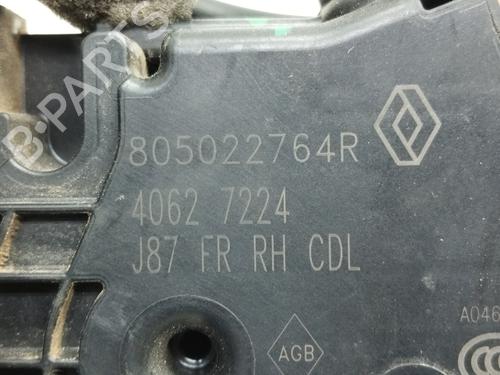 B-PARTS
805022764R
4062 7224
J87 FR RH CDL
AGB
A046